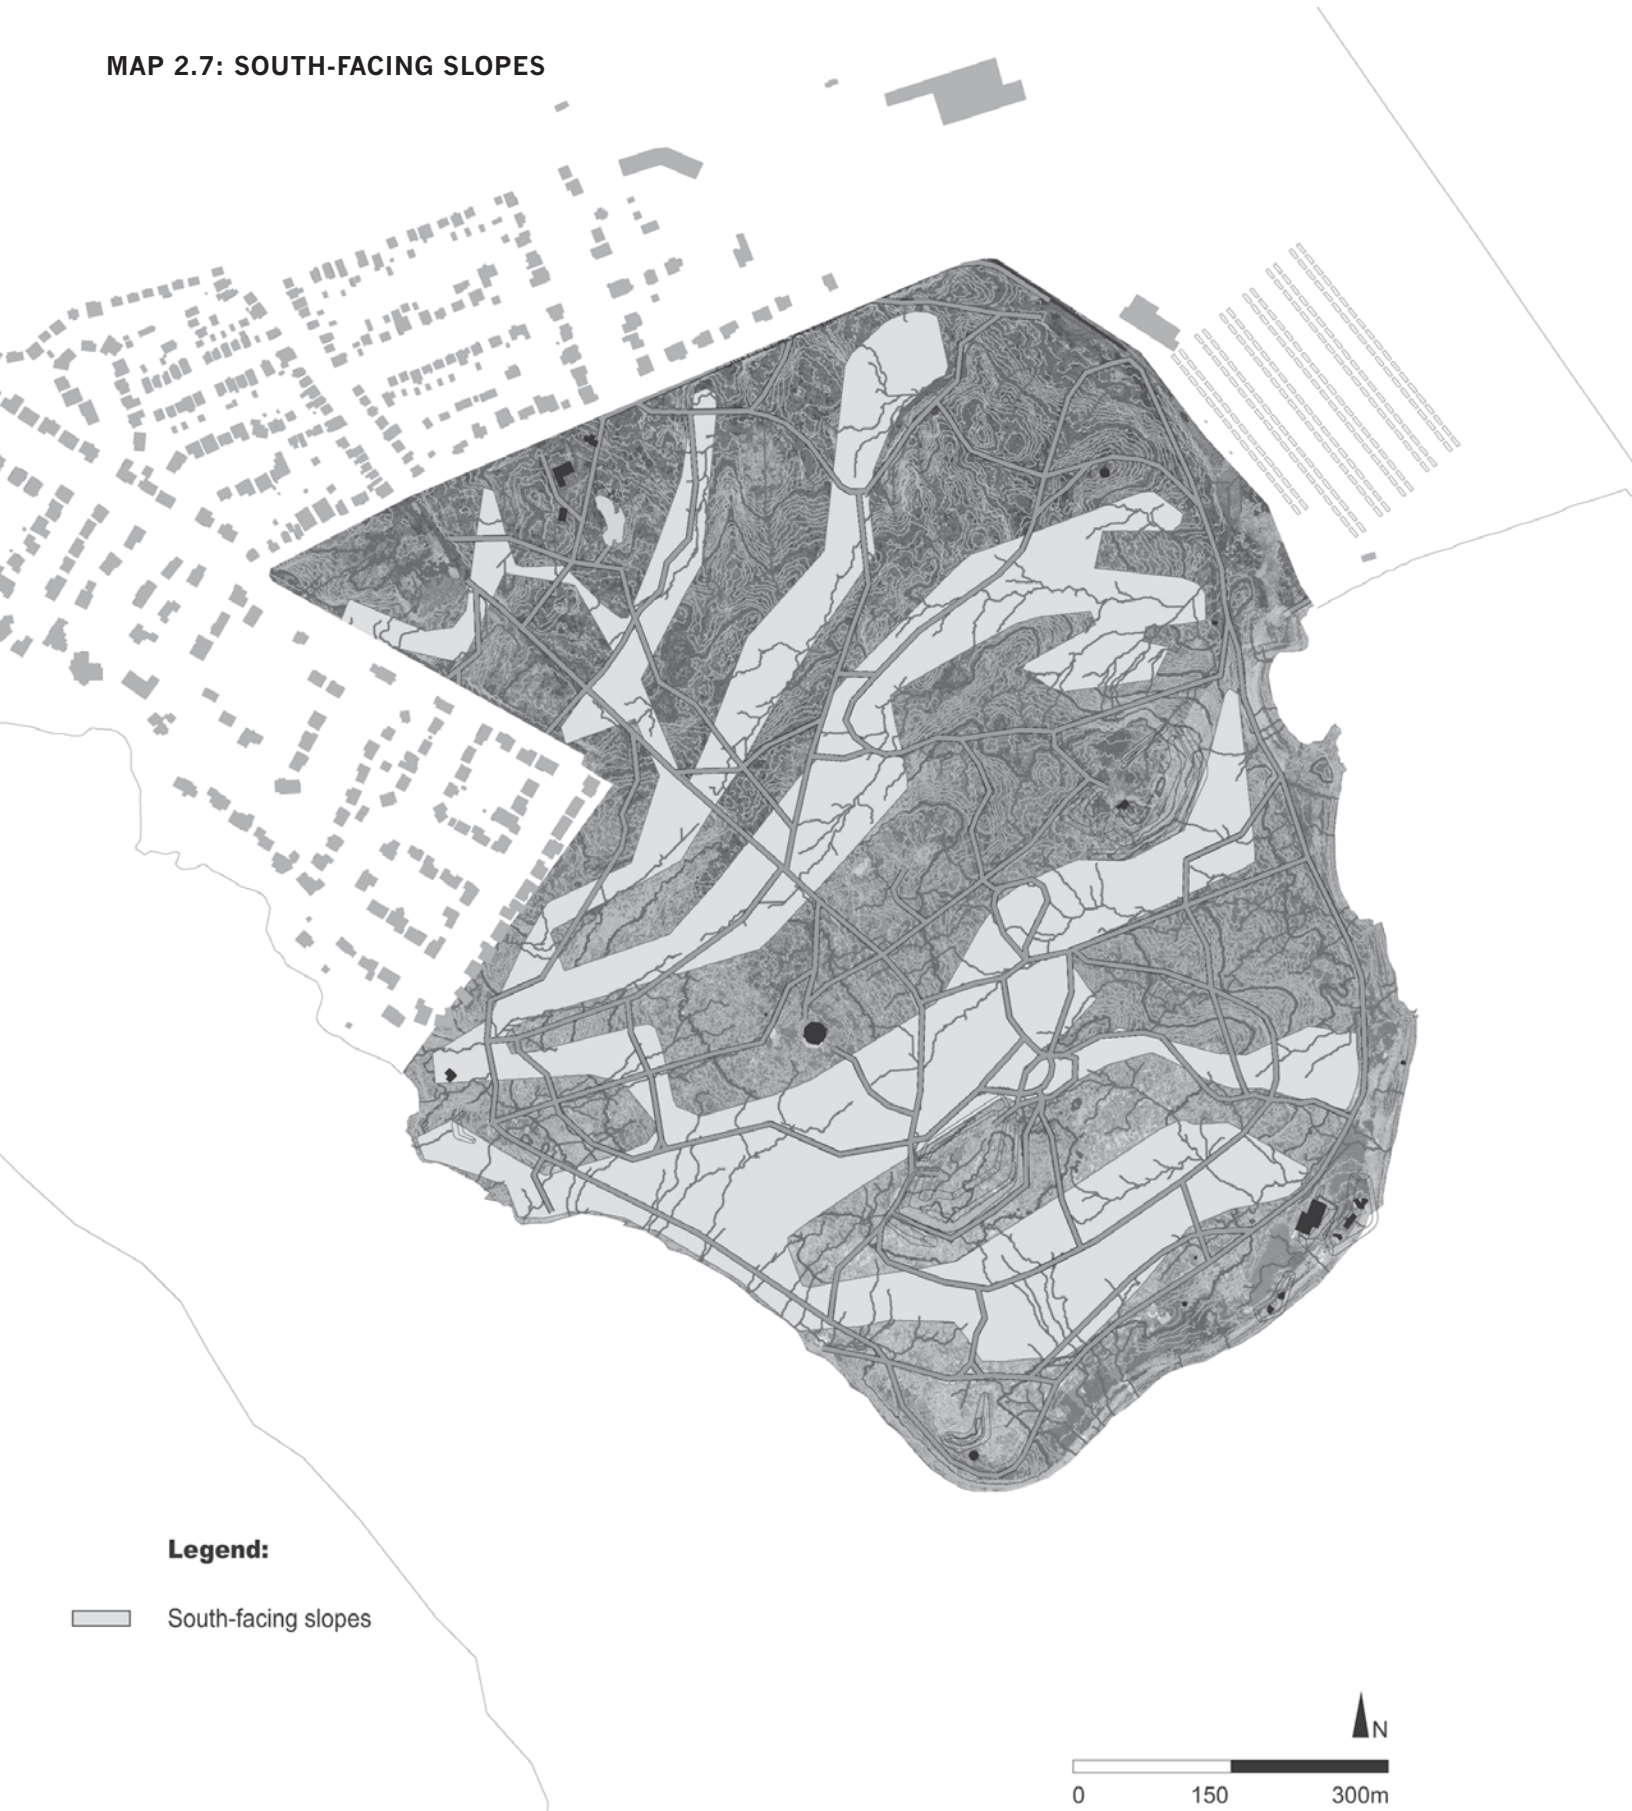 MAP 2.7: SOUTH-FACING SLOPES
Legend:
South-facing slopes
N
0 150 300m